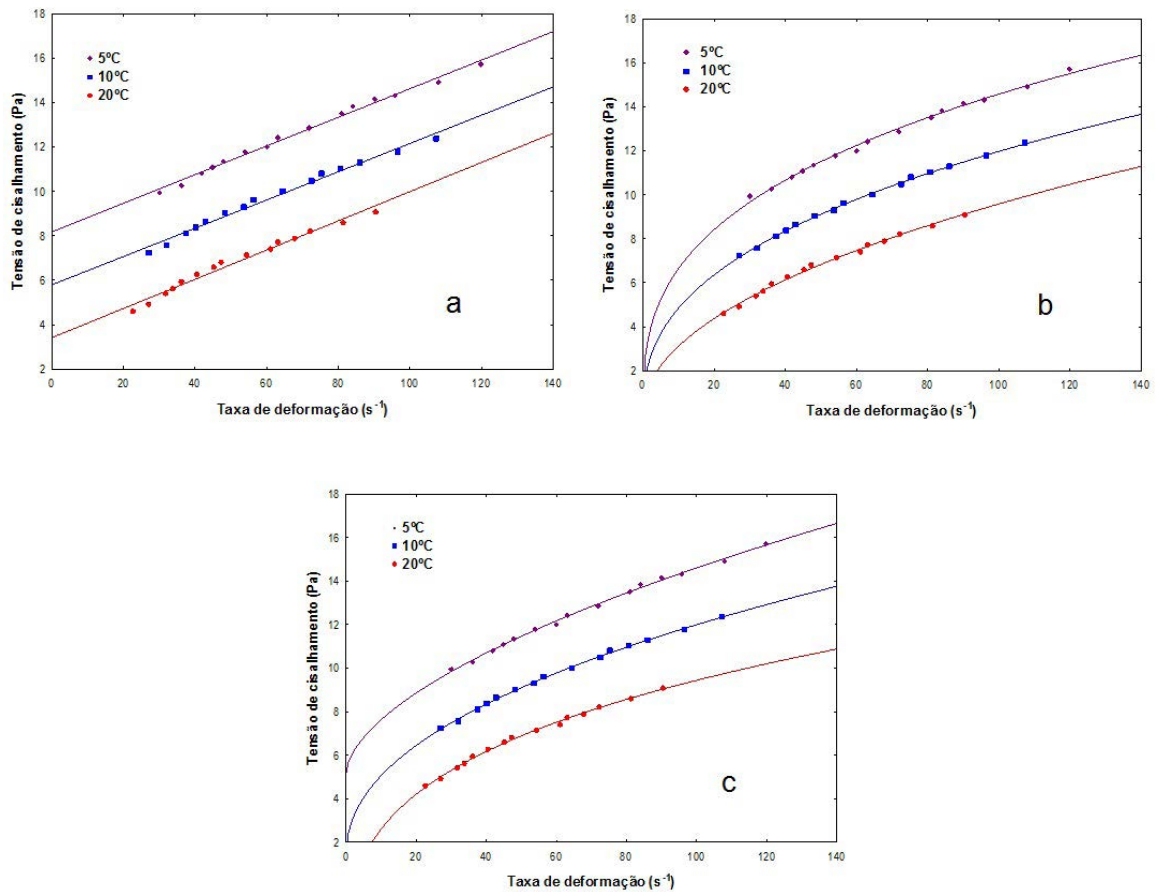 18
16
14
12
10
8
6
4
2
Tensão de cisalhamento (Pa)
5ºC
10ºC
20ºC
a
0 20 40 60 80 100 120 140
Taxa de deformação (s⁻¹)
18
16
14
12
10
8
6
4
2
Tensão de cisalhamento (Pa)
5ºC
10ºC
20ºC
b
0 20 40 60 80 100 120 140
Taxa de deformação (s⁻¹)
18
16
14
12
10
8
6
4
2
Tensão de cisalhamento (Pa)
5ºC
10ºC
20ºC
c
0 20 40 60 80 100 120 140
Taxa de deformação (s⁻¹)